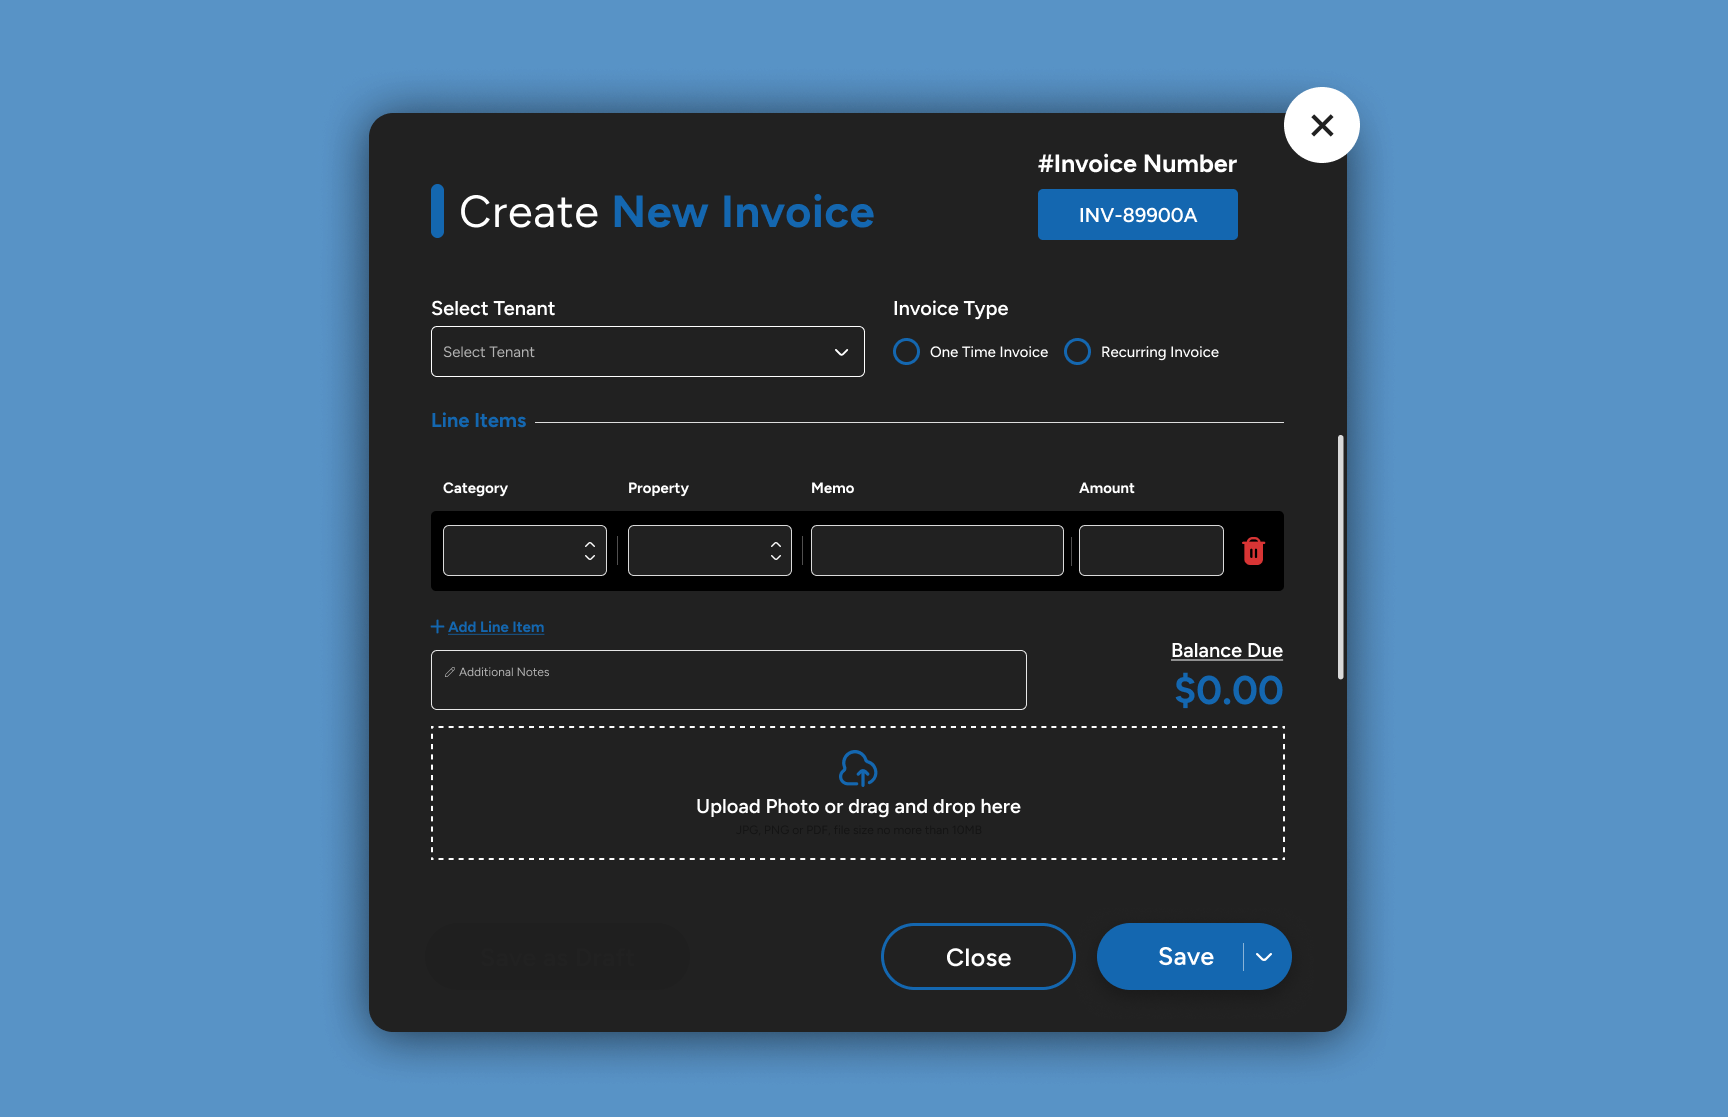 #Invoice Number
Create New Invoice
INV-89900A
Select Tenant
Invoice Type
Select Tenant
One Time Invoice
Recurring Invoice
Line Items
Category
Property
Memo
Amount
Add Line Item
Balance Due
Additional Notes
$0.00
Upload Photo or drag and drop here
JPG, PNG or PDF, file size no more than 10MB
Save as Draft
Close
Save